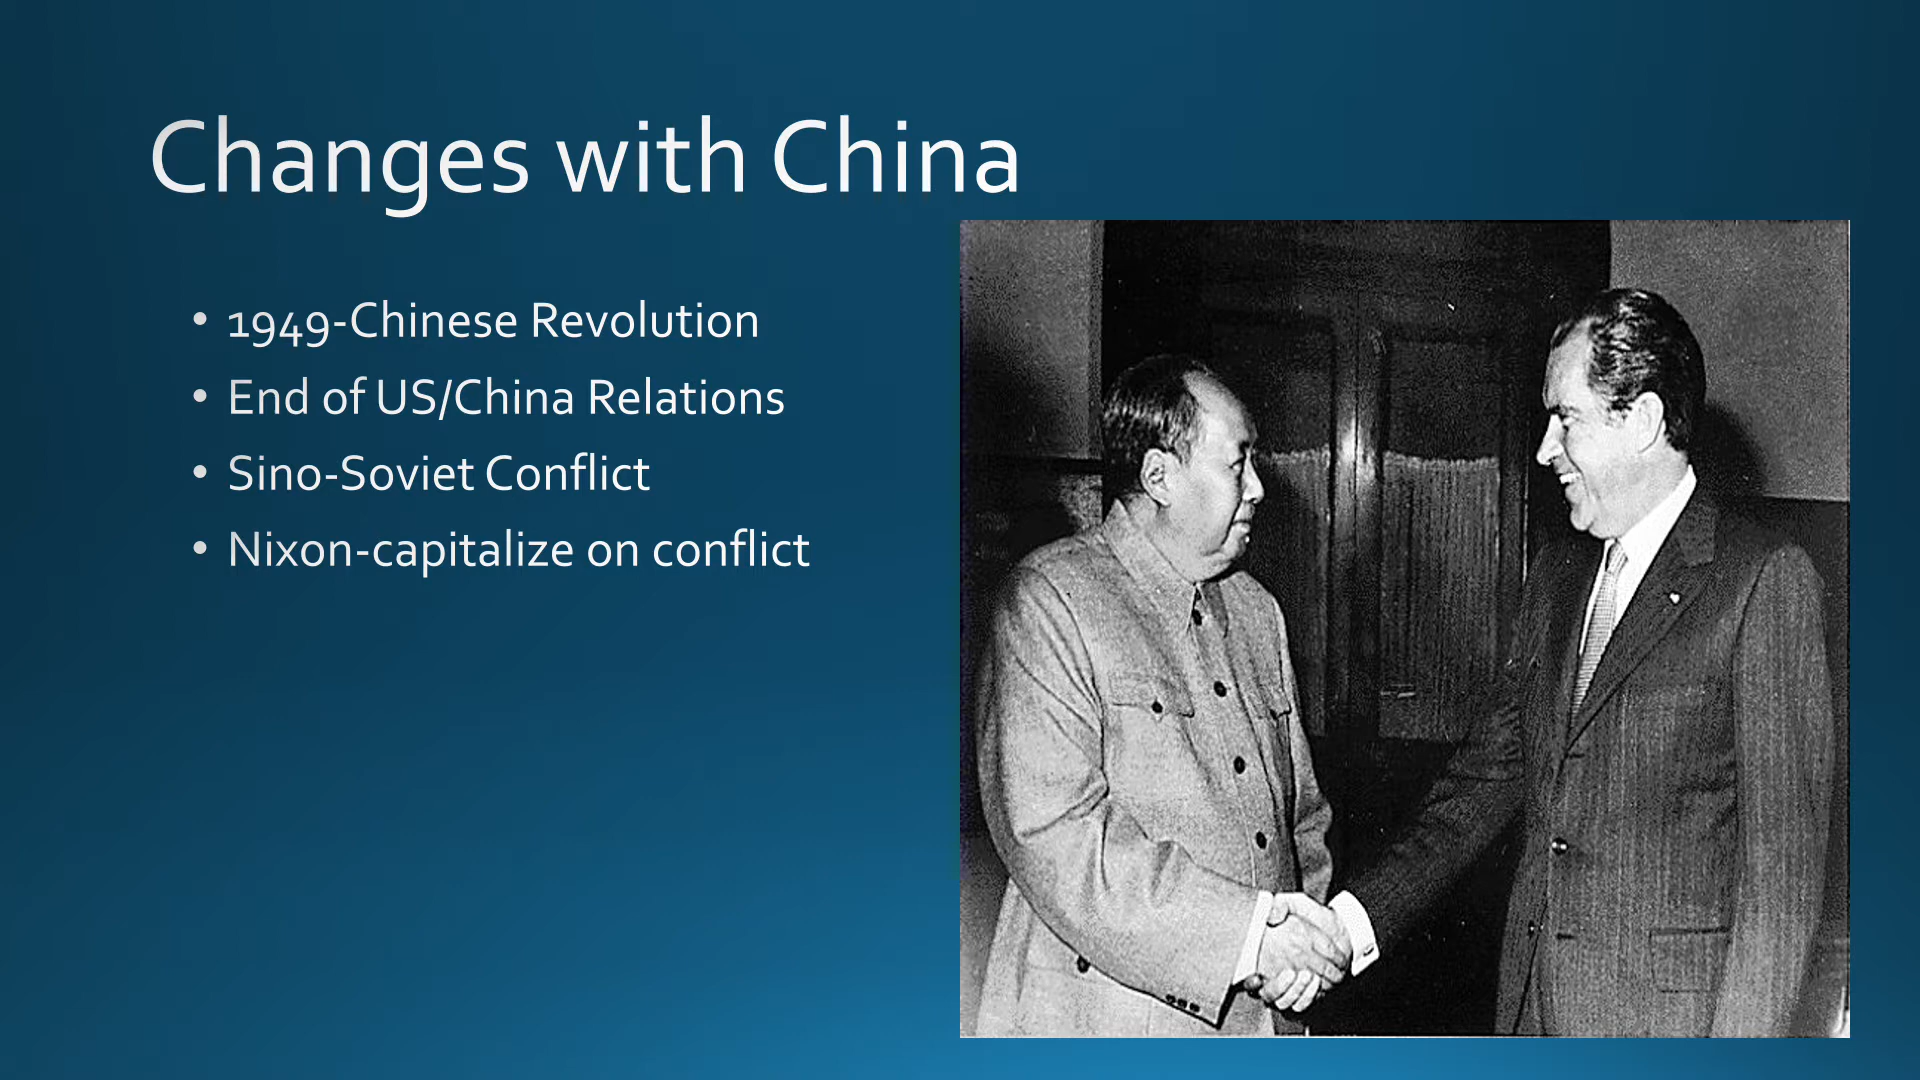 Changes with China
• 1949-Chinese Revolution
• End of US/China Relations
• Sino-Soviet Conflict
• Nixon-capitalize on conflict